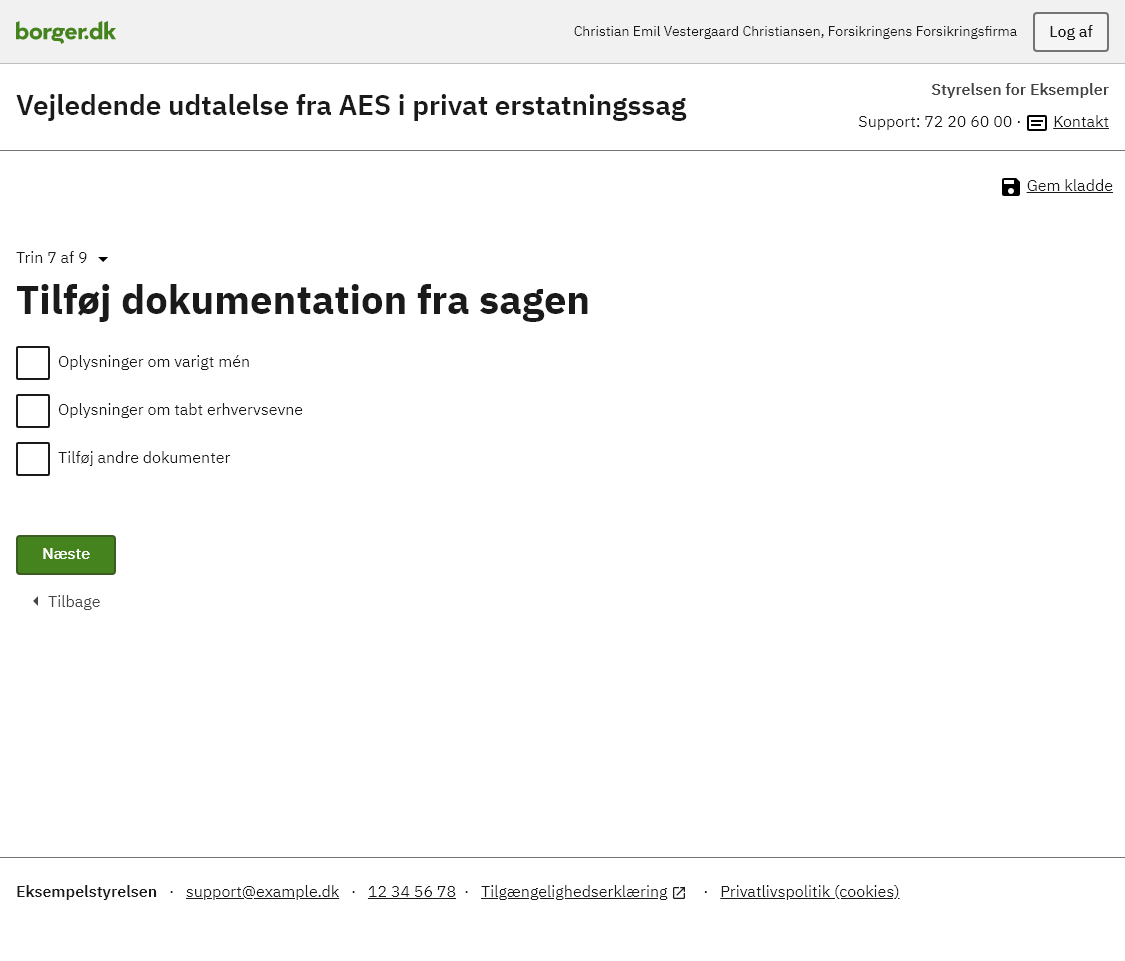 borger.dk
Christian Emil Vestergaard Christiansen, Forsikringens Forsikringsfirma
Log af
Vejledende udtalelse fra AES i privat erstatningssag
Styrelsen for Eksempler
Support: 72 20 60 00 · Kontakt
Gem kladde
Trin 7 af 9
Tilføj dokumentation fra sagen
Oplysninger om varigt mén
Oplysninger om tabt erhvervsevne
Tilføj andre dokumenter
Næste
Tilbage
Eksempelstyrelsen · support@example.dk · 12 34 56 78 · Tilgængelighedserklæring · Privatlivspolitik (cookies)